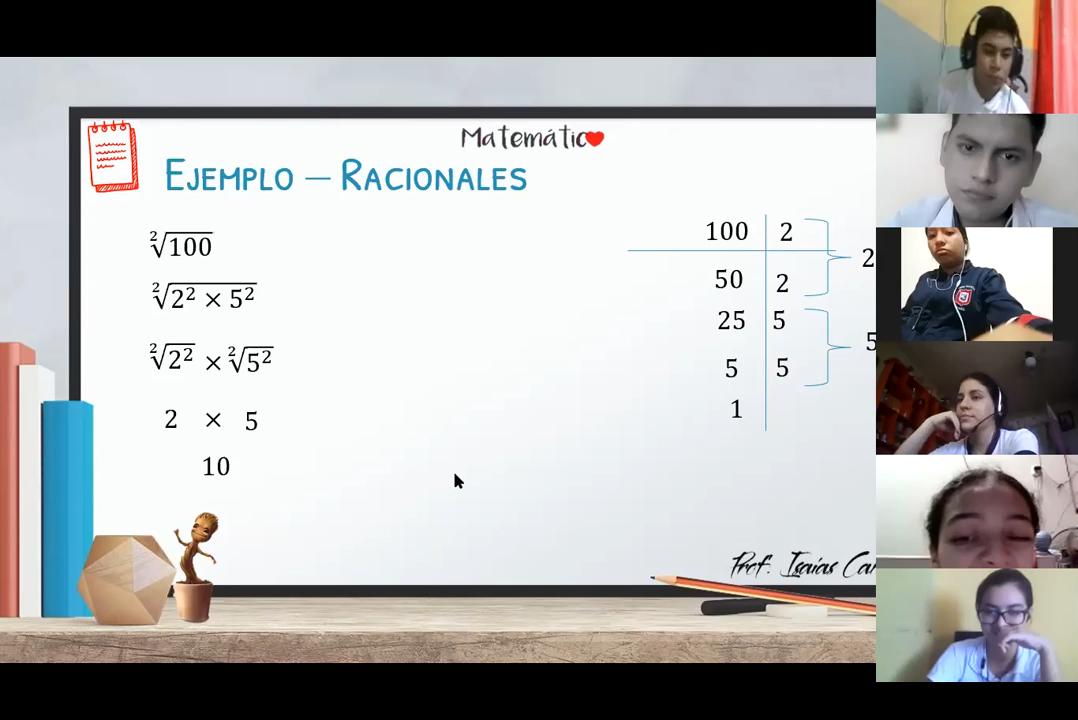 Matemátic
EJEMPLO – RACIONALES
²√100
²√2² × 5²
²√2² × ²√5²
2 × 5
10
100 2
50 2
2
25 5
5
5 5
1
Prof. Isaías